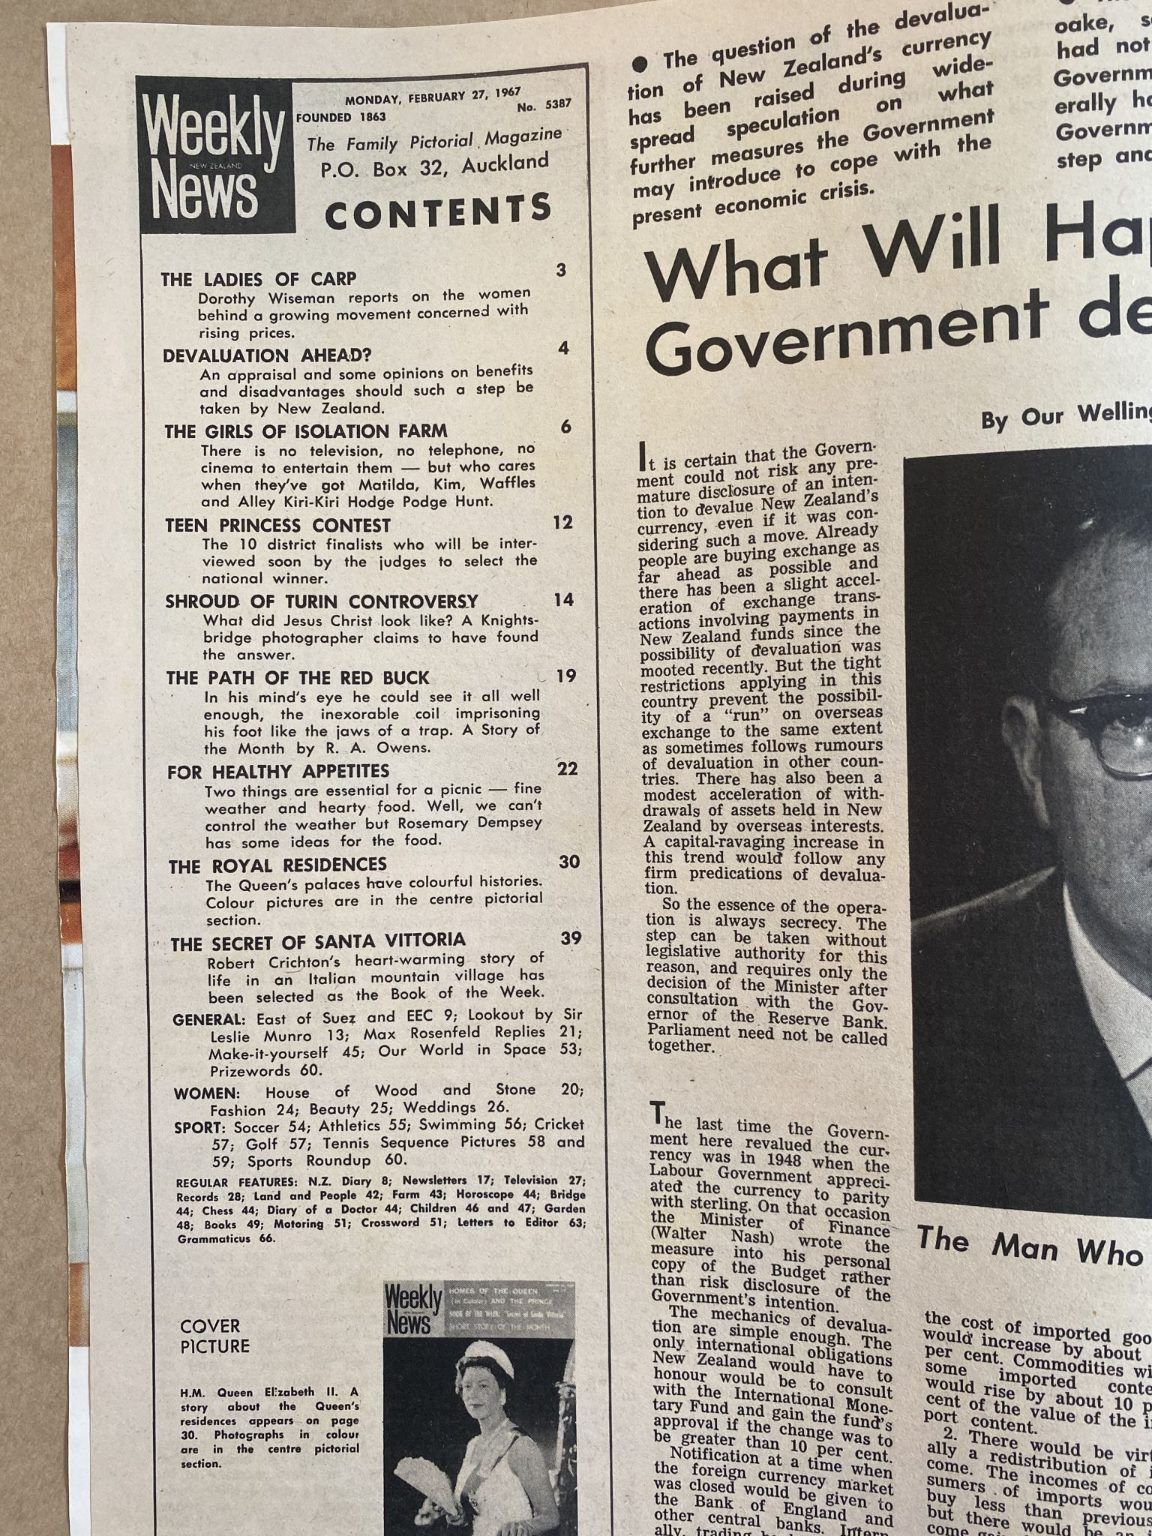 Weekly
NEW ZEALAND
News
MONDAY, FEBRUARY 27, 1967
FOUNDED 1863
No. 5387
The Family Pictorial Magazine
P.O. Box 32, Auckland
CONTENTS
THE LADIES OF CARP 3
Dorothy Wiseman reports on the women
behind a growing movement concerned with
rising prices.
DEVALUATION AHEAD? 4
An appraisal and some opinions on benefits
and disadvantages should such a step be
taken by New Zealand.
THE GIRLS OF ISOLATION FARM 6
There is no television, no telephone, no
cinema to entertain them — but who cares
when they've got Matilda, Kim, Waffles
and Alley Kiri-Kiri Hodge Podge Hunt.
TEEN PRINCESS CONTEST 12
The 10 district finalists who will be inter-
viewed soon by the judges to select the
national winner.
SHROUD OF TURIN CONTROVERSY 14
What did Jesus Christ look like? A Knights-
bridge photographer claims to have found
the answer.
THE PATH OF THE RED BUCK 19
In his mind's eye he could see it all well
enough, the inexorable coil imprisoning
his foot like the jaws of a trap. A Story of
the Month by R. A. Owens.
FOR HEALTHY APPETITES 22
Two things are essential for a picnic — fine
weather and hearty food. Well, we can't
control the weather but Rosemary Dempsey
has some ideas for the food.
THE ROYAL RESIDENCES 30
The Queen's palaces have colourful histories.
Colour pictures are in the centre pictorial
section.
THE SECRET OF SANTA VITTORIA 39
Robert Crichton's heart-warming story of
life in an Italian mountain village has
been selected as the Book of the Week.
GENERAL: East of Suez and EEC 9; Lookout by Sir
Leslie Munro 13; Max Rosenfeld Replies 21;
Make-it-yourself 45; Our World in Space 53;
Prizewords 60.
WOMEN: House of Wood and Stone 20;
Fashion 24; Beauty 25; Weddings 26.
SPORT: Soccer 54; Athletics 55; Swimming 56; Cricket
57; Golf 57; Tennis Sequence Pictures 58 and
59; Sports Roundup 60.
REGULAR FEATURES: N.Z. Diary 8; Newsletters 17; Television 27;
Records 28; Land and People 42; Farm 43; Horoscope 44; Bridge
44; Chess 44; Diary of a Doctor 44; Children 46 and 47; Garden
48; Books 49; Motoring 51; Crossword 51; Letters to Editor 63;
Grammaticus 66.
COVER
PICTURE
H.M. Queen Elizabeth II. A
story about the Queen's
residences appears on page
30. Photographs in colour
are in the centre pictorial
section.
Weekly
News
HOMES OF THE QUEEN
(in Colour) AND THE PRINCE
BOOK OF THE WEEK: "Secret of Santa Vittoria"
SHORT STORY OF THE MONTH
● The question of the devalua-
tion of New Zealand's currency
has been raised during wide-
spread speculation on what
further measures the Government
may introduce to cope with the
present economic crisis.
oake, s
had not
Governm
erally ha
Governm
step and
What Will Hap
Government de
By Our Welling
It is certain that the Govern-
ment could not risk any pre-
mature disclosure of an inten-
tion to devalue New Zealand's
currency, even if it was con-
sidering such a move. Already
people are buying exchange as
far ahead as possible and
there has been a slight accel-
eration of exchange trans-
actions involving payments in
New Zealand funds since the
possibility of devaluation was
mooted recently. But the tight
restrictions applying in this
country prevent the possibil-
ity of a "run" on overseas
exchange to the same extent
as sometimes follows rumours
of devaluation in other coun-
tries. There has also been a
modest acceleration of with-
drawals of assets held in New
Zealand by overseas interests.
A capital-ravaging increase in
this trend would follow any
firm predications of devalua-
tion.
So the essence of the opera-
tion is always secrecy. The
step can be taken without
legislative authority for this
reason, and requires only the
decision of the Minister after
consultation with the Gov-
ernor of the Reserve Bank.
Parliament need not be called
together.
The last time the Govern-
ment here revalued the cur-
rency was in 1948 when the
Labour Government appreci-
ated the currency to parity
with sterling. On that occasion
the Minister of Finance
(Walter Nash) wrote the
measure into his personal
copy of the Budget rather
than risk disclosure of the
Government's intention.
The mechanics of devalua-
tion are simple enough. The
only international obligations
New Zealand would have to
honour would be to consult
with the International Mone-
tary Fund and gain the fund's
approval if the change was to
be greater than 10 per cent.
Notification at a time when
the foreign currency market
was closed would be given to
the Bank of England and
other central banks. Intern
ally, trading
The Man Who
the cost of imported goo
would increase by about
per cent. Commodities wi
some imported conte
would rise by about 10 p
cent of the value of the i
port content.
2. There would be virt
ally a redistribution of i
come. The incomes of co
sumers of imports wou
buy less than previous
but there would be
come